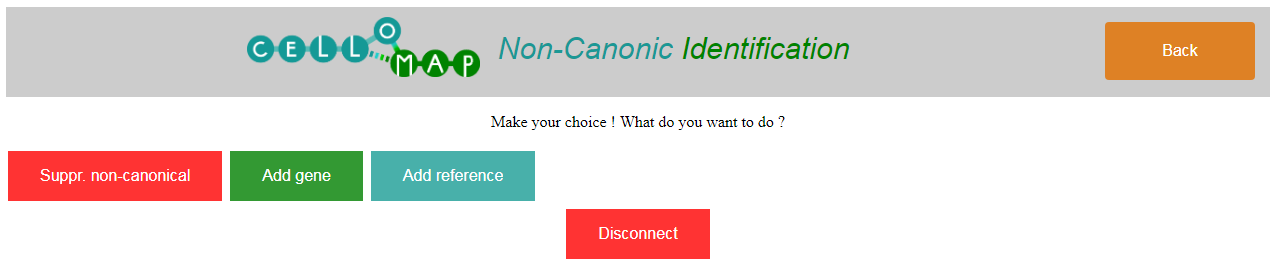 CELLO MAP Non-Canonic Identification Back
Make your choice ! What do you want to do ?
Suppr. non-canonical Add gene Add reference
Disconnect